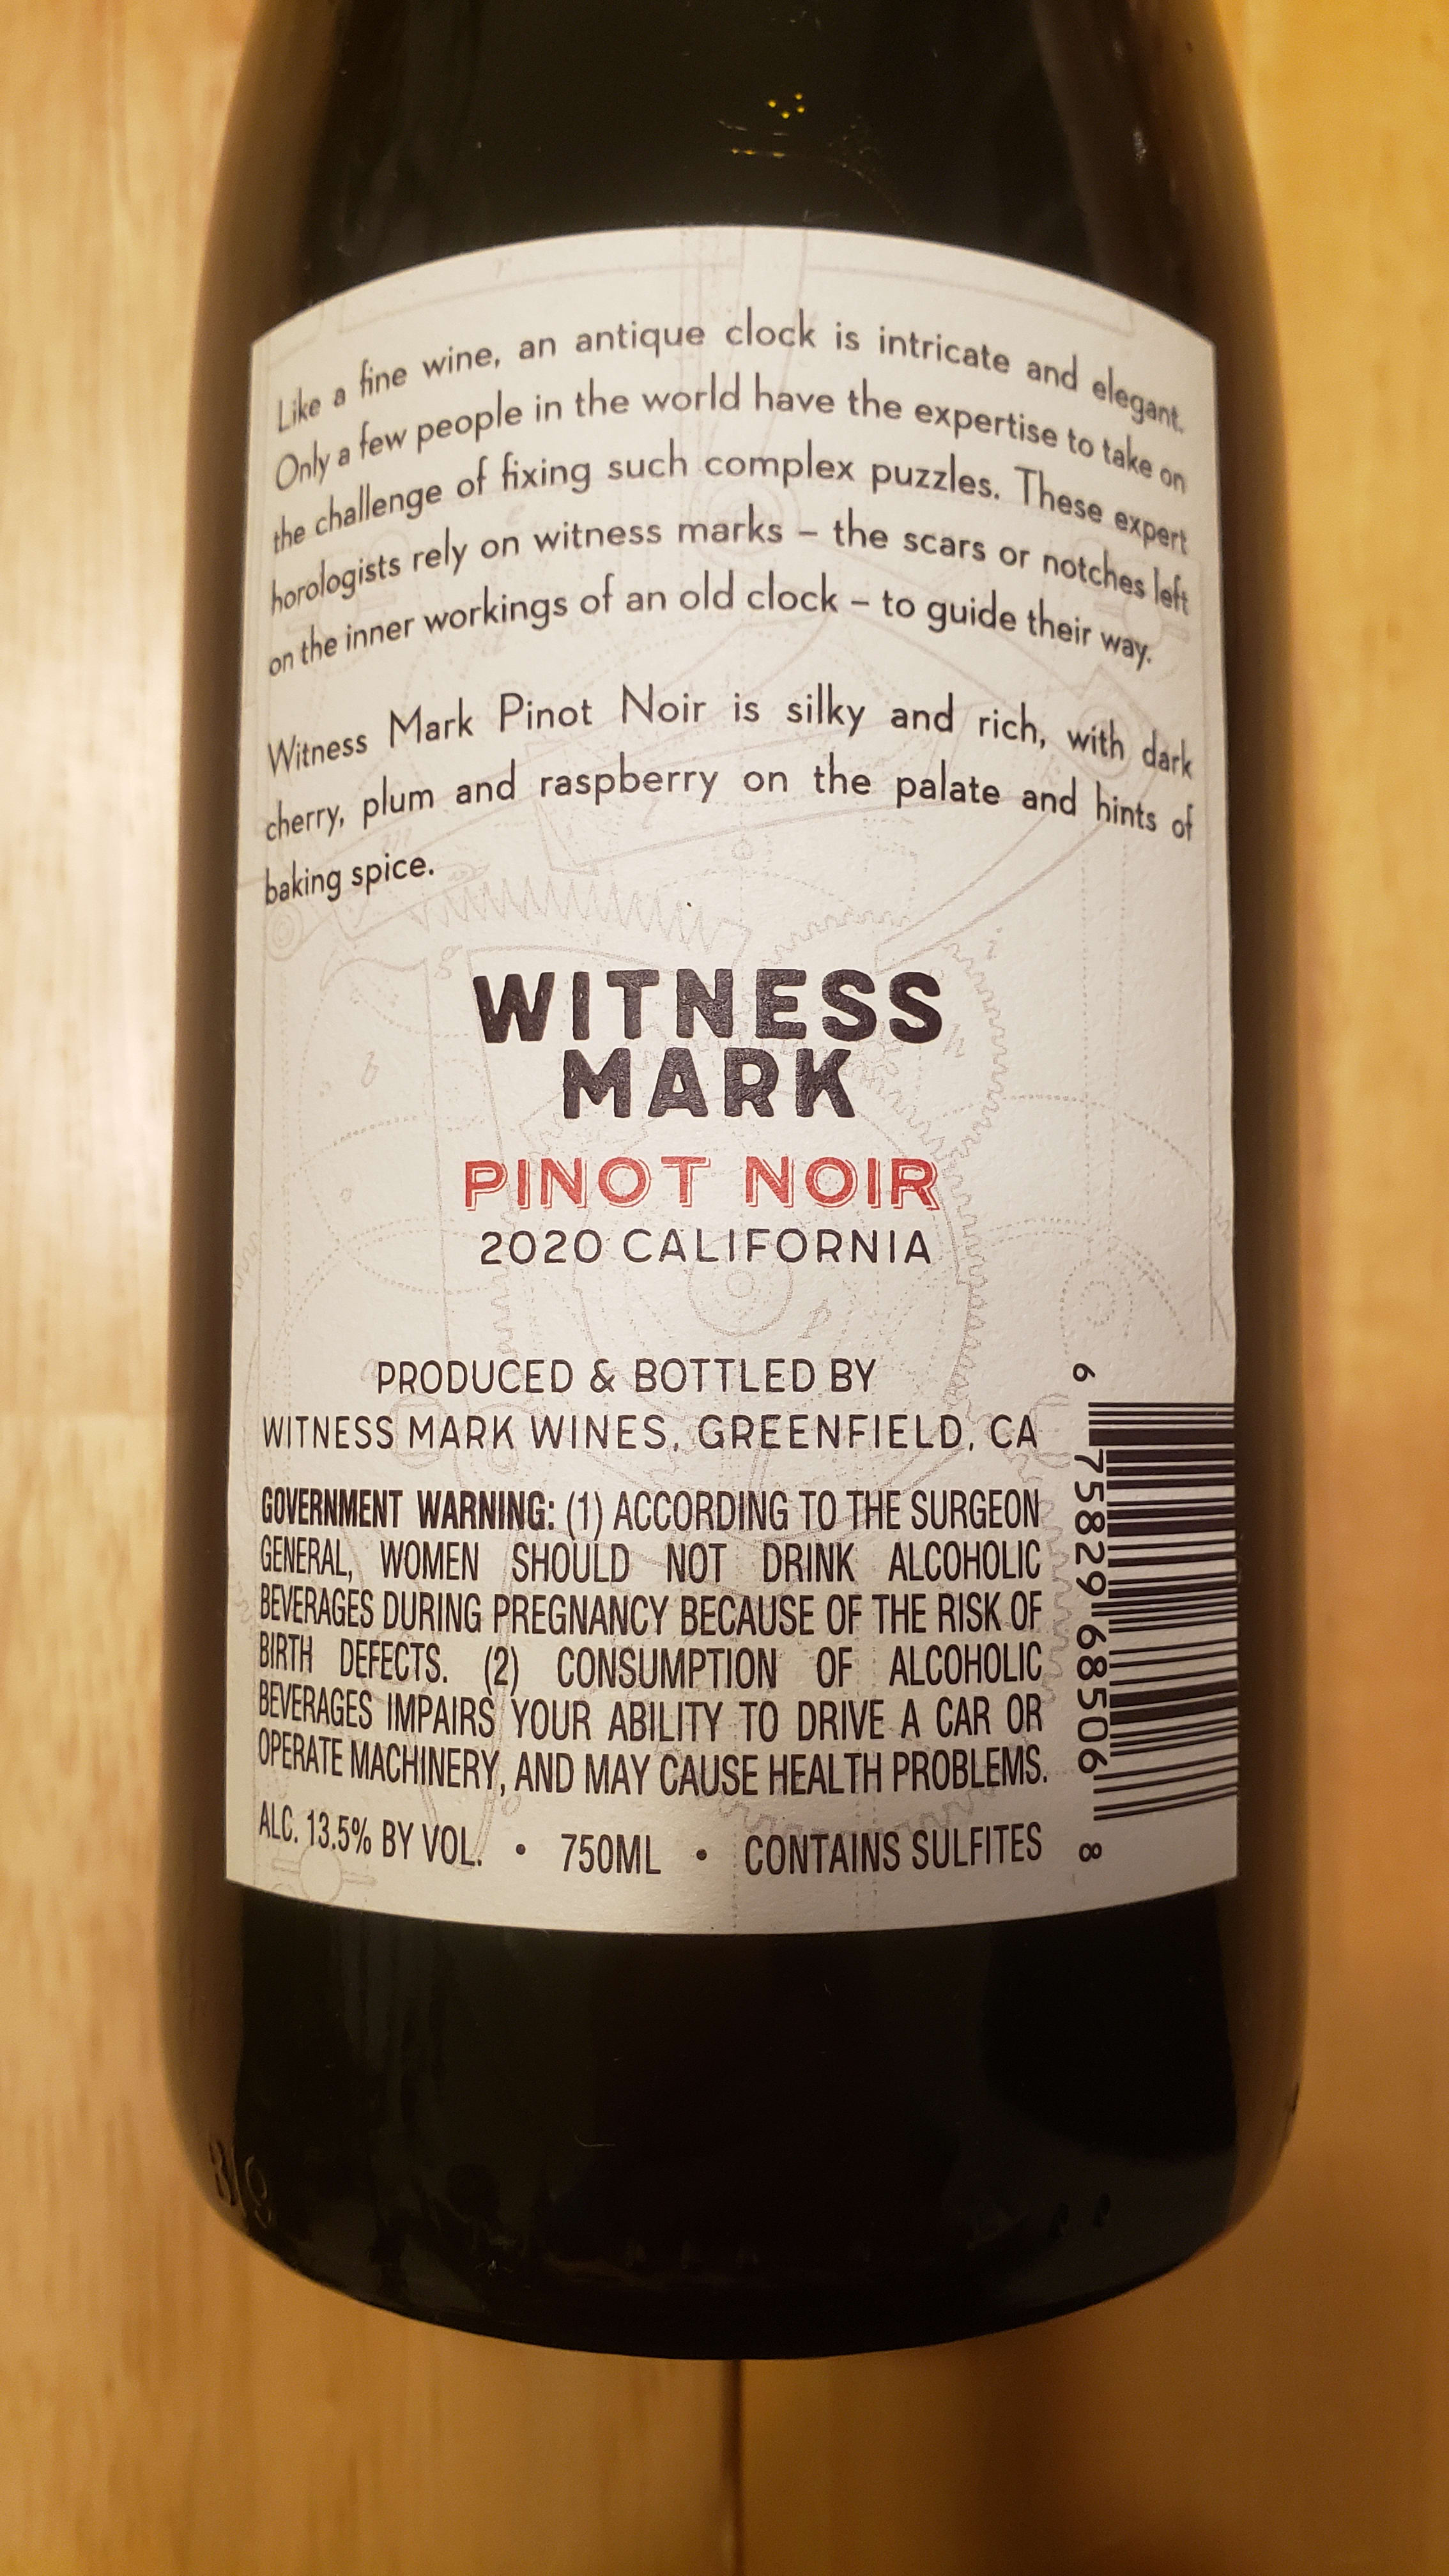 Like a fine wine, an antique clock is intricate and elegant.
Only a few people in the world have the expertise to take on
the challenge of fixing such complex puzzles. These expert
horologists rely on witness marks – the scars or notches left
on the inner workings of an old clock – to guide their way.
Witness Mark Pinot Noir is silky and rich, with dark
cherry, plum and raspberry on the palate and hints of
baking spice.
WITNESS
MARK
PINOT NOIR
2020 CALIFORNIA
PRODUCED & BOTTLED BY
WITNESS MARK WINES, GREENFIELD, CA
GOVERNMENT WARNING: (1) ACCORDING TO THE SURGEON
GENERAL, WOMEN SHOULD NOT DRINK ALCOHOLIC
BEVERAGES DURING PREGNANCY BECAUSE OF THE RISK OF
BIRTH DEFECTS. (2) CONSUMPTION OF ALCOHOLIC
BEVERAGES IMPAIRS YOUR ABILITY TO DRIVE A CAR OR
OPERATE MACHINERY, AND MAY CAUSE HEALTH PROBLEMS.
ALC. 13.5% BY VOL. • 750ML • CONTAINS SULFITES
6 75829 68506 8